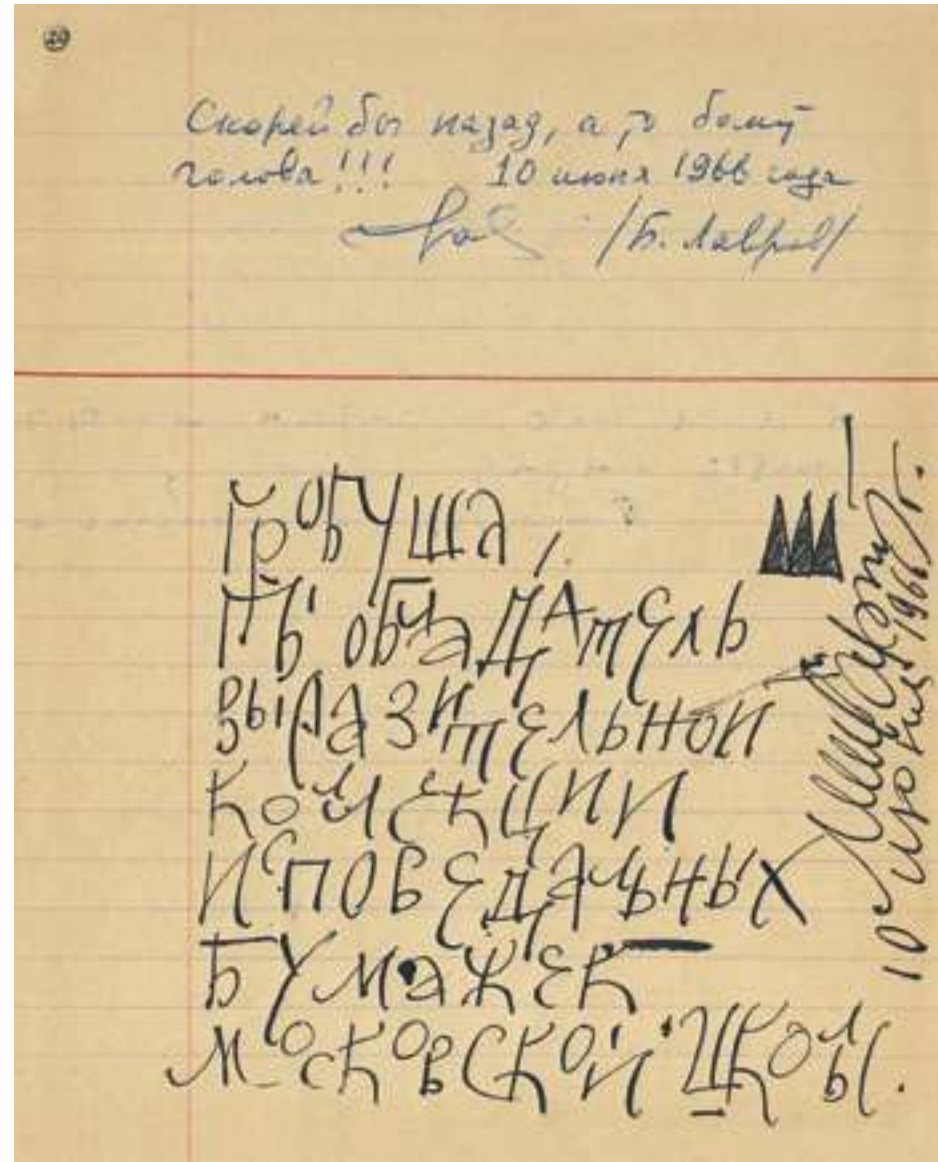 Скорей бы назад, а то болит
голова!!! 10 июня 1966 года
/Б. Лавров/
Гробуша!
Ты обладатель
выразительной
коллекции
исповедальных
бумажек
московской школы.
10 июня 1966 г.